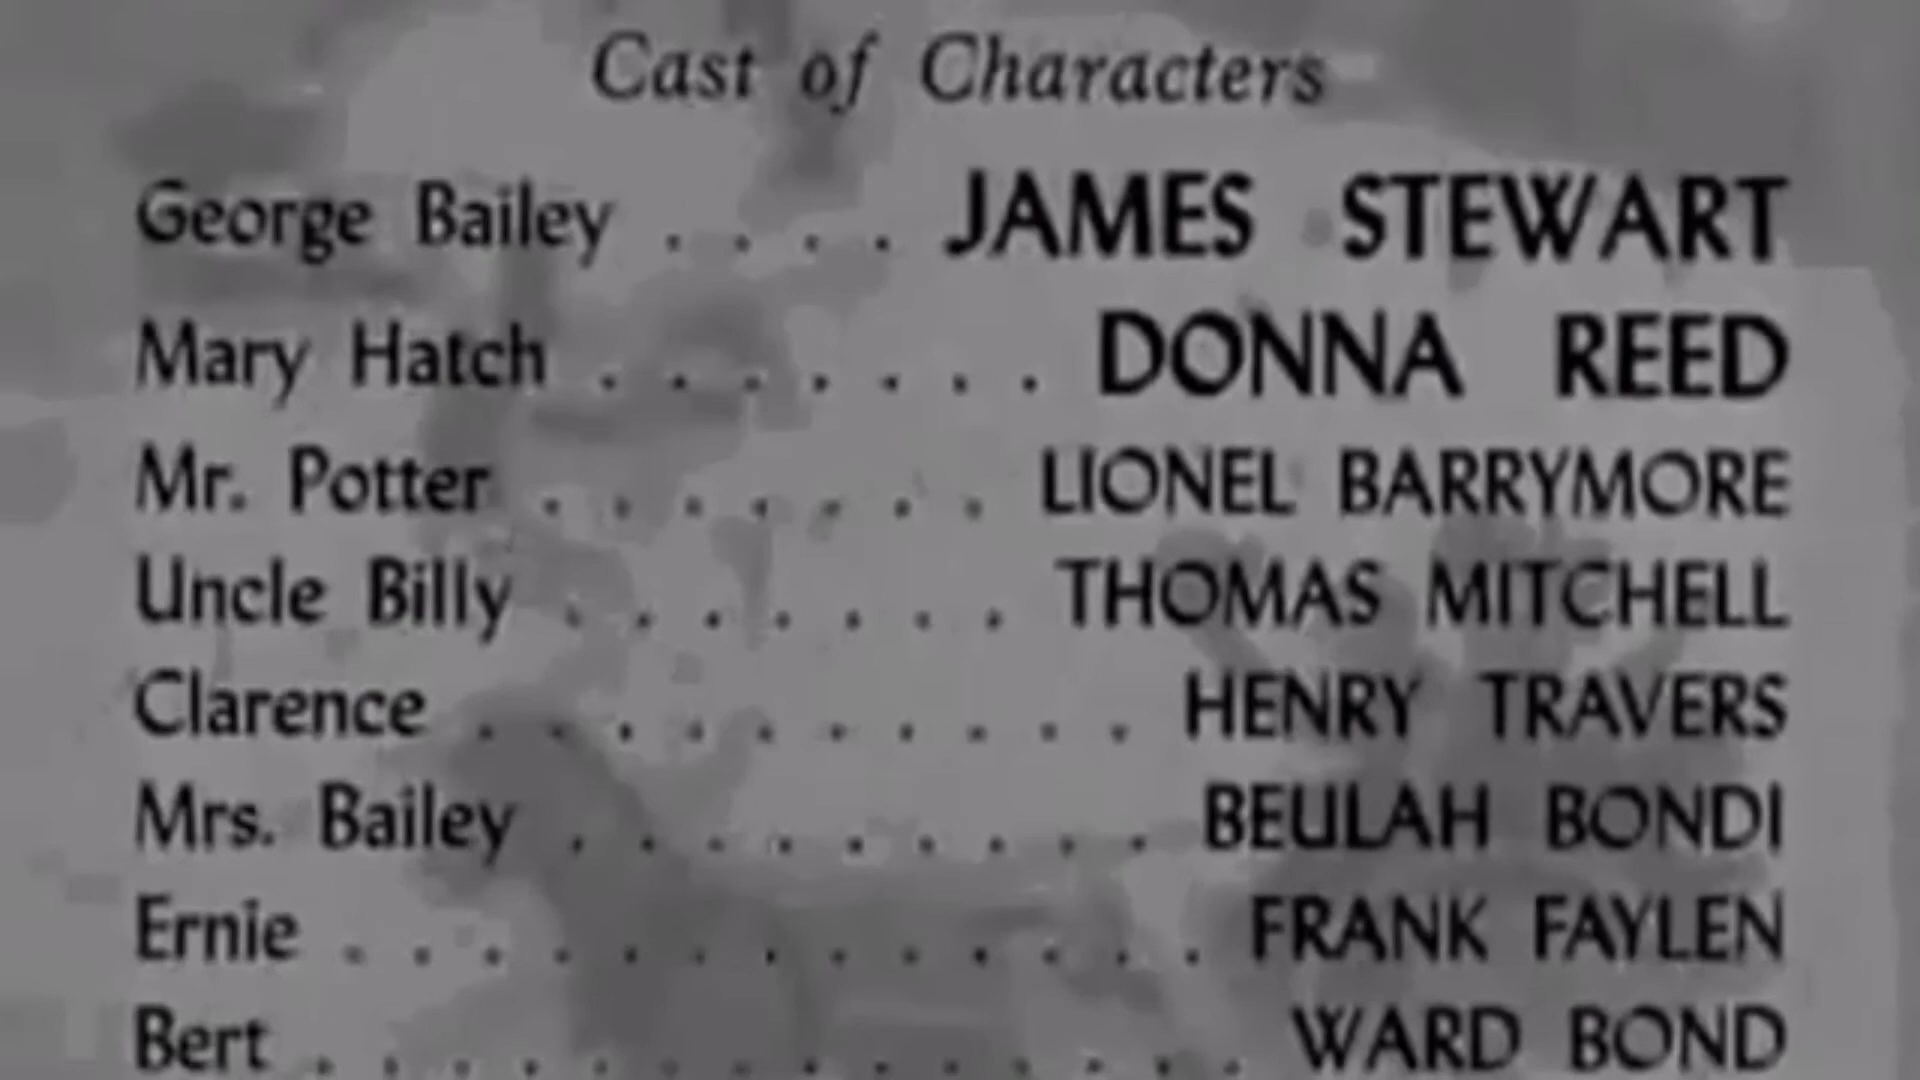 Cast of Characters
George Bailey . . . . JAMES STEWART
Mary Hatch . . . . . . . DONNA REED
Mr. Potter . . . . . . . LIONEL BARRYMORE
Uncle Billy . . . . . . . THOMAS MITCHELL
Clarence . . . . . . . . . . HENRY TRAVERS
Mrs. Bailey . . . . . . . . . BEULAH BONDI
Ernie . . . . . . . . . . . . . FRANK FAYLEN
Bert . . . . . . . . . . . . . . WARD BOND